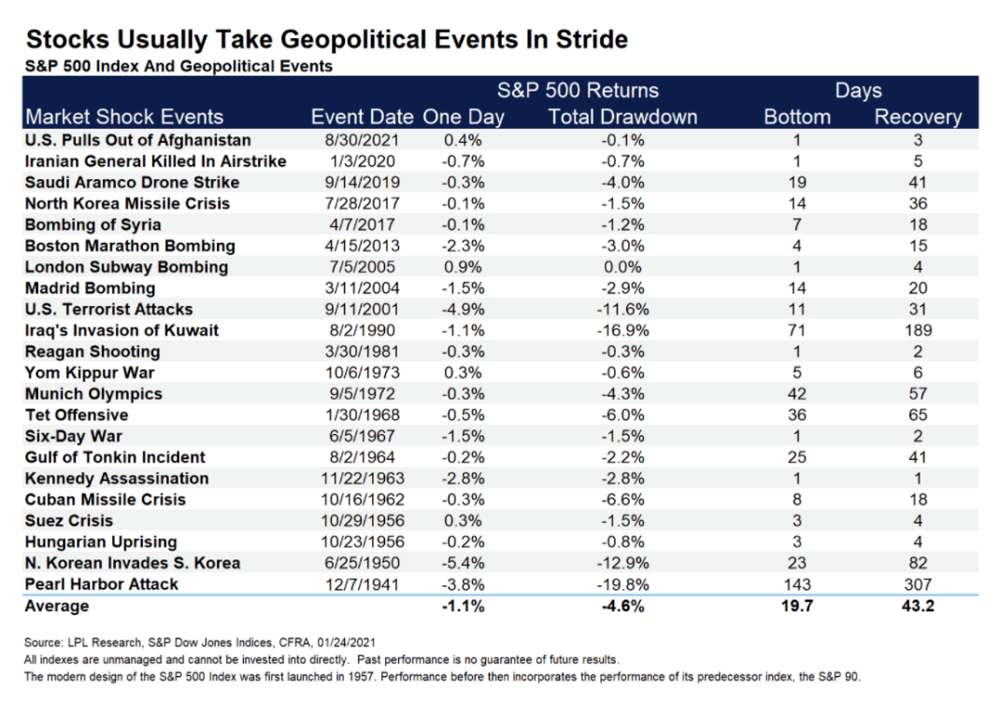 Stocks Usually Take Geopolitical Events In Stride
S&P 500 Index And Geopolitical Events
S&P 500 Returns Days
Market Shock Events Event Date One Day Total Drawdown Bottom Recovery
U.S. Pulls Out of Afghanistan 8/30/2021 0.4% -0.1% 1 3
Iranian General Killed In Airstrike 1/3/2020 -0.7% -0.7% 1 5
Saudi Aramco Drone Strike 9/14/2019 -0.3% -4.0% 19 41
North Korea Missile Crisis 7/28/2017 -0.1% -1.5% 14 36
Bombing of Syria 4/7/2017 -0.1% -1.2% 7 18
Boston Marathon Bombing 4/15/2013 -2.3% -3.0% 4 15
London Subway Bombing 7/5/2005 0.9% 0.0% 1 4
Madrid Bombing 3/11/2004 -1.5% -2.9% 14 20
U.S. Terrorist Attacks 9/11/2001 -4.9% -11.6% 11 31
Iraq's Invasion of Kuwait 8/2/1990 -1.1% -16.9% 71 189
Reagan Shooting 3/30/1981 -0.3% -0.3% 1 2
Yom Kippur War 10/6/1973 0.3% -0.6% 5 6
Munich Olympics 9/5/1972 -0.3% -4.3% 42 57
Tet Offensive 1/30/1968 -0.5% -6.0% 36 65
Six-Day War 6/5/1967 -1.5% -1.5% 1 2
Gulf of Tonkin Incident 8/2/1964 -0.2% -2.2% 25 41
Kennedy Assassination 11/22/1963 -2.8% -2.8% 1 1
Cuban Missile Crisis 10/16/1962 -0.3% -6.6% 8 18
Suez Crisis 10/29/1956 0.3% -1.5% 3 4
Hungarian Uprising 10/23/1956 -0.2% -0.8% 3 4
N. Korean Invades S. Korea 6/25/1950 -5.4% -12.9% 23 82
Pearl Harbor Attack 12/7/1941 -3.8% -19.8% 143 307
Average -1.1% -4.6% 19.7 43.2
Source: LPL Research, S&P Dow Jones Indices, CFRA, 01/24/2021
All indexes are unmanaged and cannot be invested into directly. Past performance is no guarantee of future results.
The modern design of the S&P 500 Index was first launched in 1957. Performance before then incorporates the performance of its predecessor index, the S&P 90.